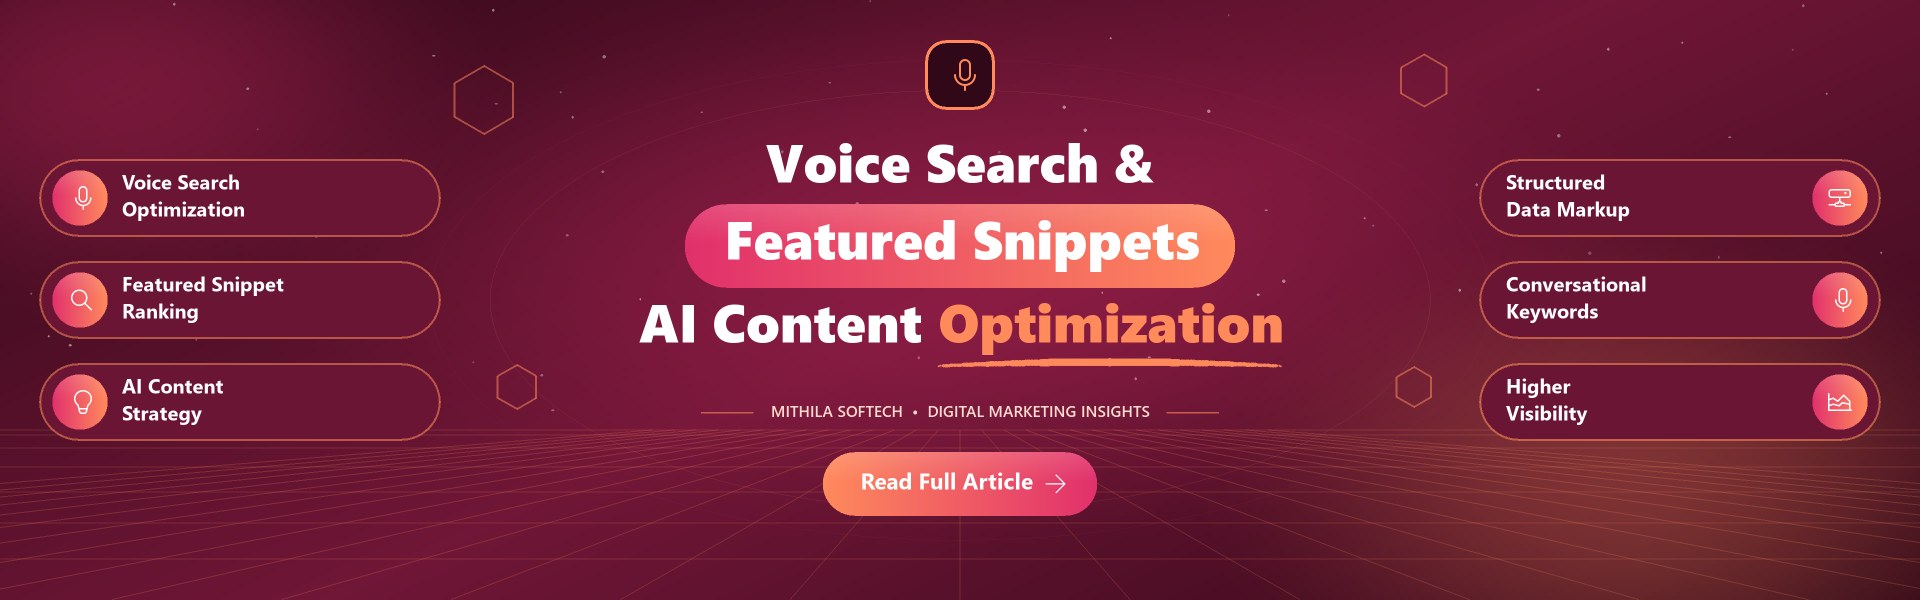 Voice Search &
Featured Snippets
AI Content Optimization
MITHILA SOFTECH • DIGITAL MARKETING INSIGHTS
Read Full Article →
Voice Search
Optimization
Featured Snippet
Ranking
AI Content
Strategy
Structured
Data Markup
Conversational
Keywords
Higher
Visibility